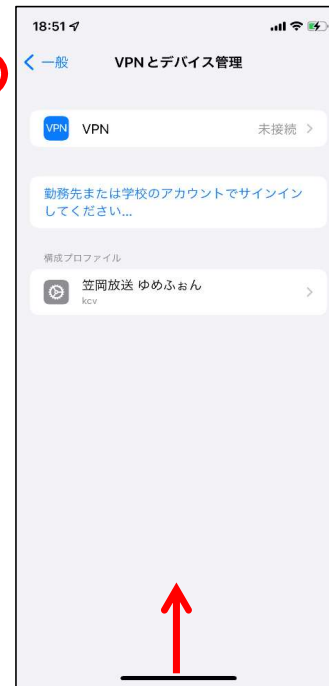 18:51
一般
VPNとデバイス管理
VPN VPN 未接続
勤務先または学校のアカウントでサインイン
してください...
構成プロファイル
笠岡放送 ゆめふぉん
kcv